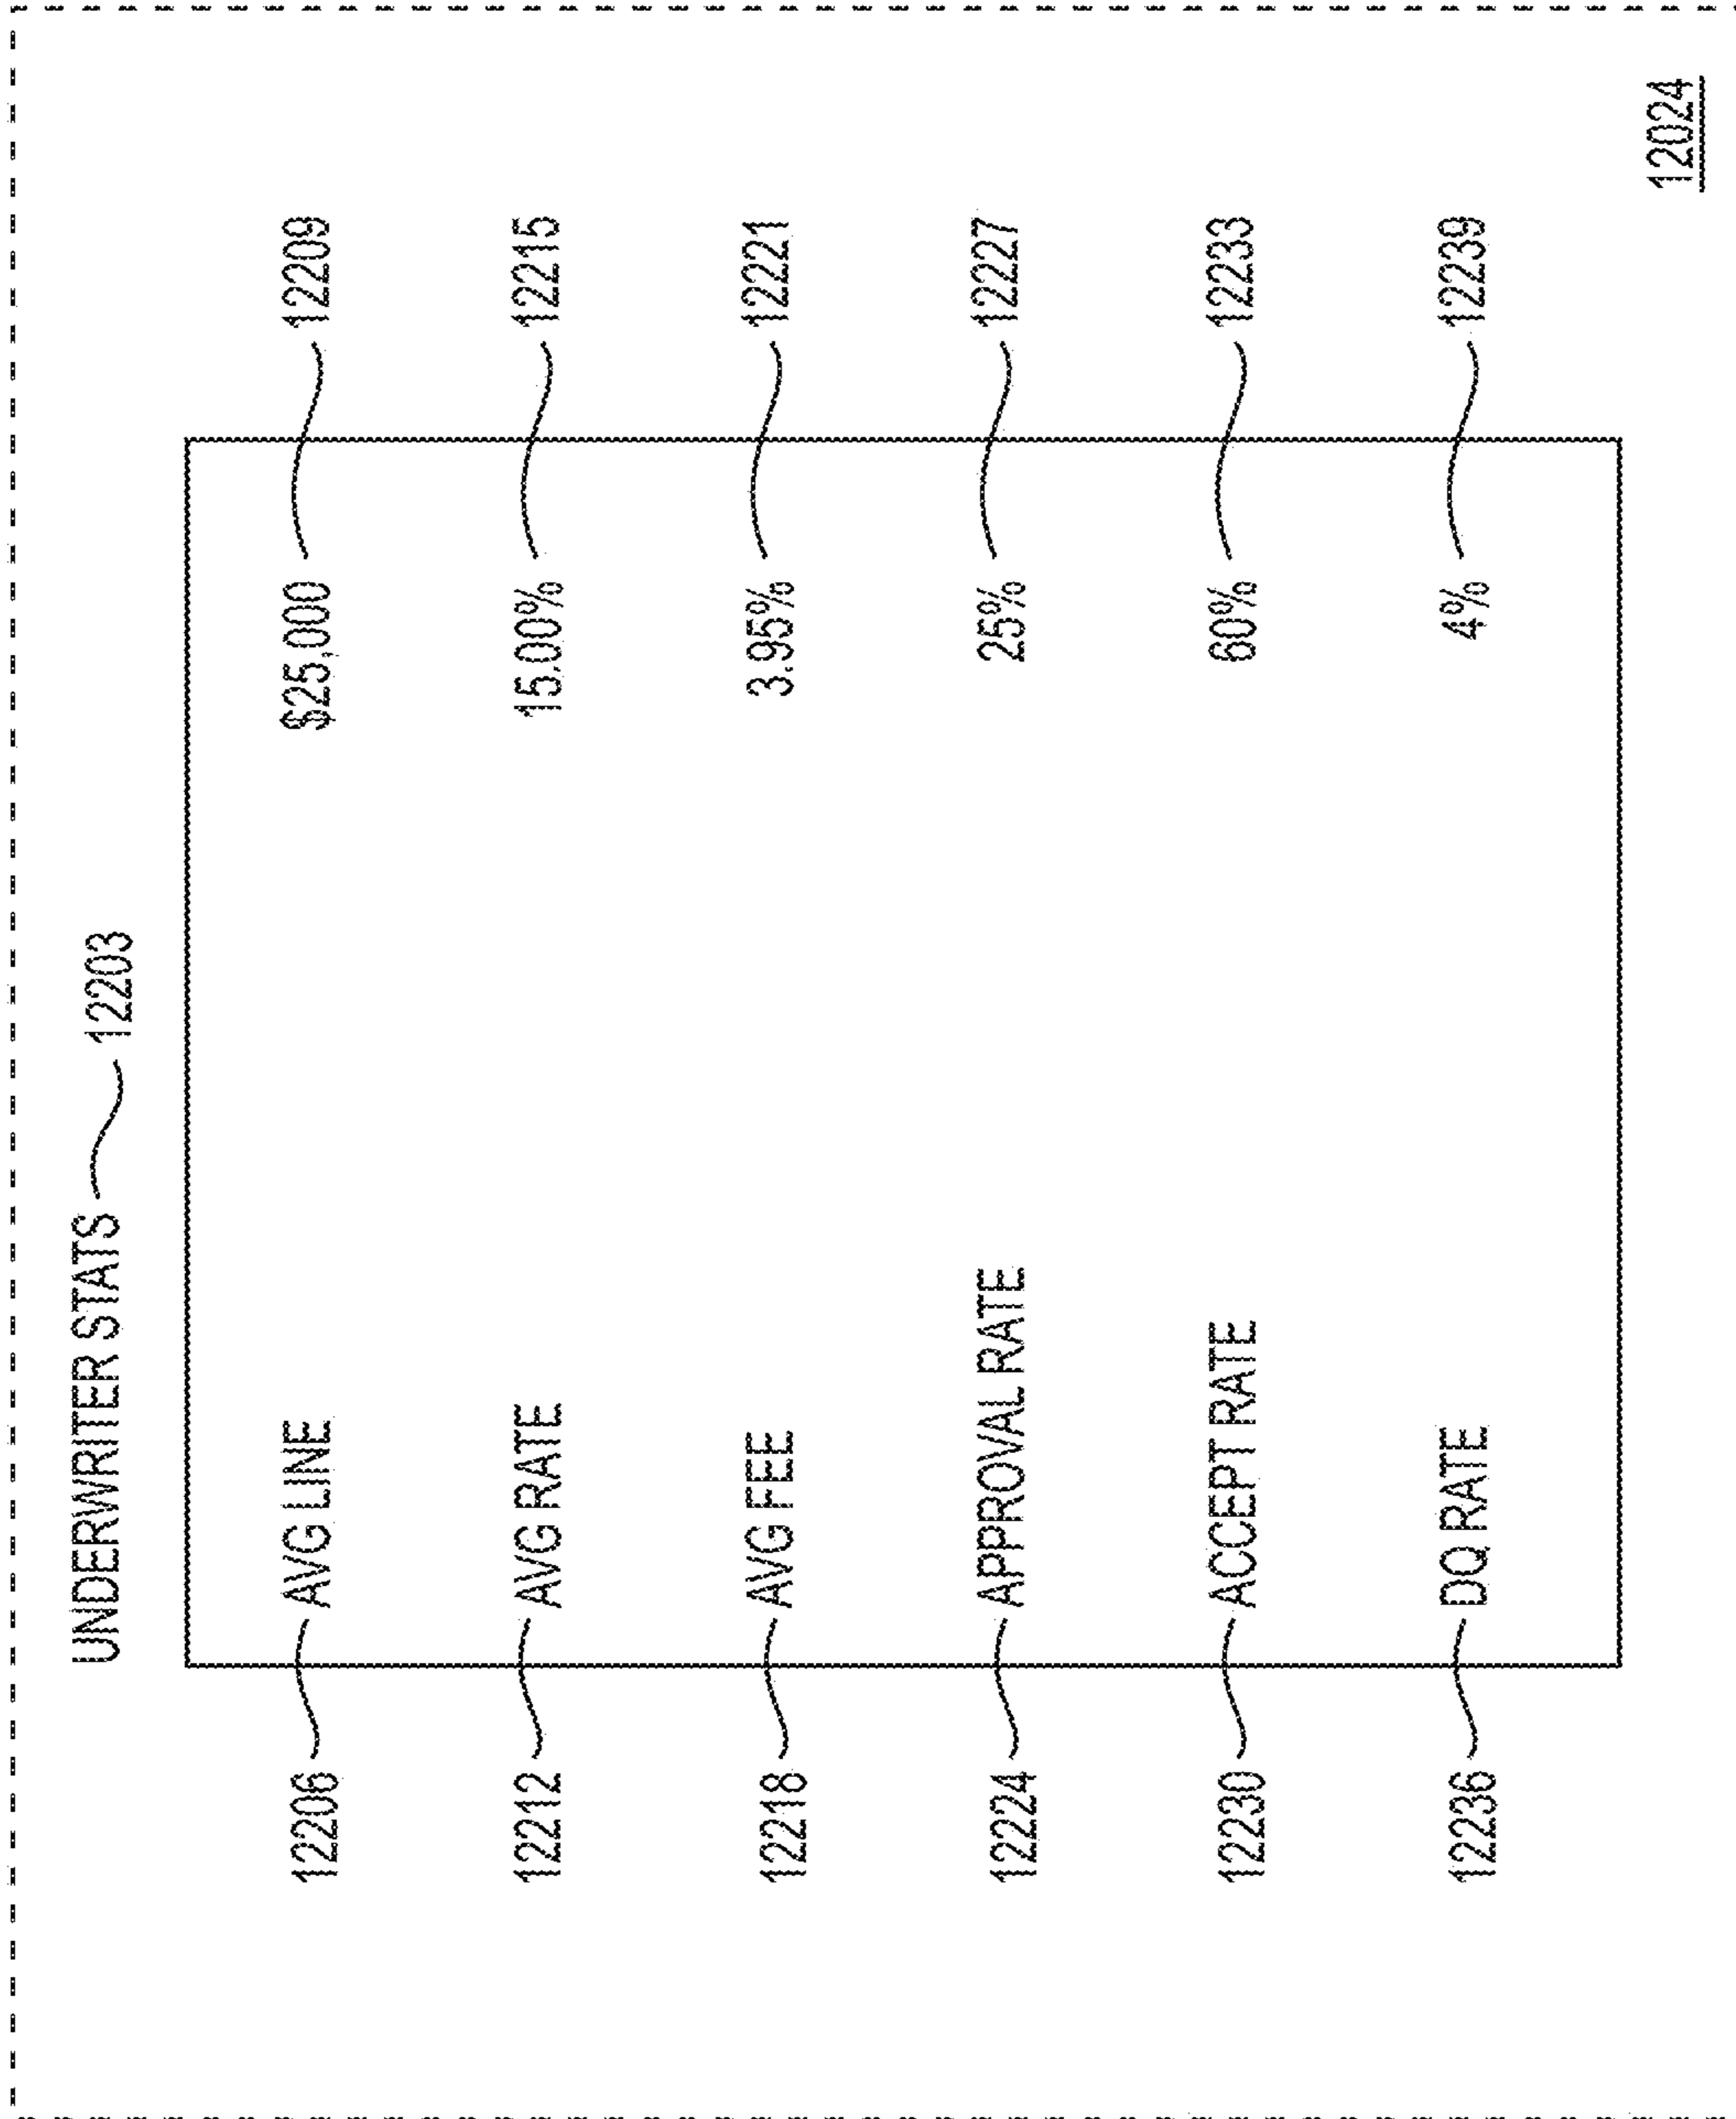 UNDERWRITER STATS 12203
12206 AVG LINE $25,000 12209
12212 AVG RATE 15.00% 12215
12218 AVG FEE 3.95% 12221
12224 APPROVAL RATE 25% 12227
12230 ACCEPT RATE 60% 12233
12236 DQ RATE 4% 12239
12024